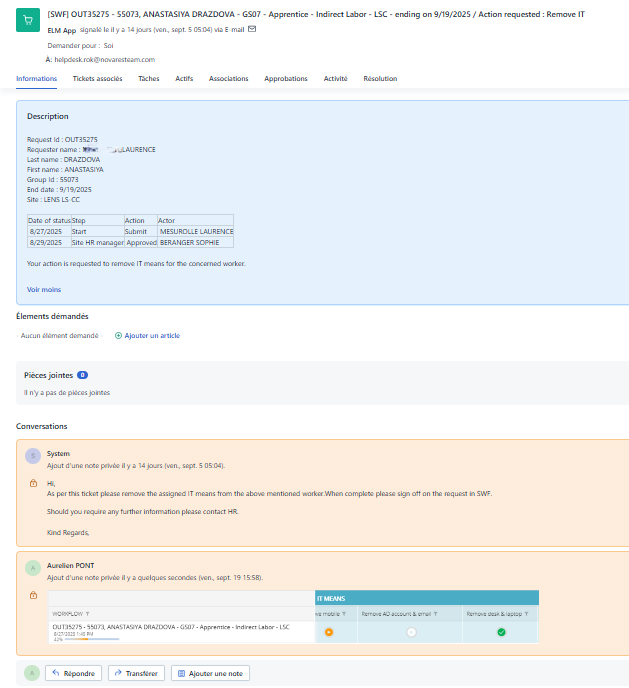 [SWF] OUT35275 - 55073, ANASTASIYA DRAZDOVA - GS07 - Apprentice - Indirect Labor - LSC - ending on 9/19/2025 / Action requested : Remove IT
ELM App signalé le il y a 14 jours (ven., sept. 5 05:04) via E-mail
Demander pour : Soi
À: helpdesk.rok@novaresteam.com
Informations Tickets associés Tâches Actifs Associations Approbations Activité Résolution
Description
Request Id : OUT35275
Requester name : LAURENCE
Last name : DRAZDOVA
First name : ANASTASIYA
Group Id : 55073
End date : 9/19/2025
Site : LENS LS-CC
Date of status Step Action Actor
8/27/2025 Start Submit MESUROLLE LAURENCE
8/29/2025 Site HR manager Approved BERANGER SOPHIE
Your action is requested to remove IT means for the concerned worker.
Voir moins
Élements démandés
Aucun élément demandé · Ajouter un article
Pièces jointes 0
Il n'y a pas de pièces jointes
Conversations
S System
Ajout d'une note privée il y a 14 jours (ven., sept. 5 05:04).
Hi,
As per this ticket please remove the assigned IT means from the above mentioned worker.When complete please sign off on the request in SWF.
Should you require any further information please contact HR.
Kind Regards,
A Aurelien PONT
Ajout d'une note privée il y a quelques secondes (ven., sept. 19 15:58).
IT MEANS
WORKFLOW mobile Remove AD account & email Remove desk & laptop
OUT35275 - 55073, ANASTASIYA DRAZDOVA - GS07 - Apprentice - Indirect Labor - LSC
8/27/2025 1:40 PM
42%
A Répondre Transférer Ajouter une note